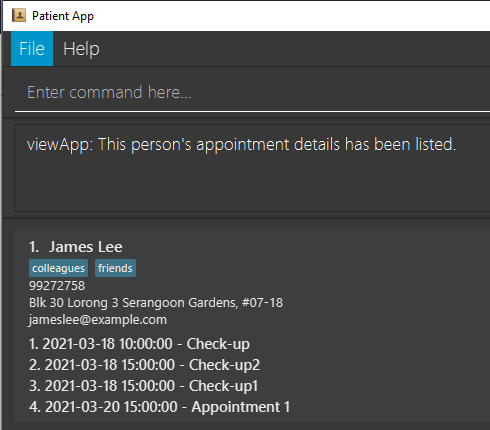 Patient App
File Help
Enter command here...
viewApp: This person's appointment details has been listed.
1. James Lee
colleagues friends
99272758
Blk 30 Lorong 3 Serangoon Gardens, #07-18
jameslee@example.com
1. 2021-03-18 10:00:00 - Check-up
2. 2021-03-18 15:00:00 - Check-up2
3. 2021-03-18 15:00:00 - Check-up1
4. 2021-03-20 15:00:00 - Appointment 1